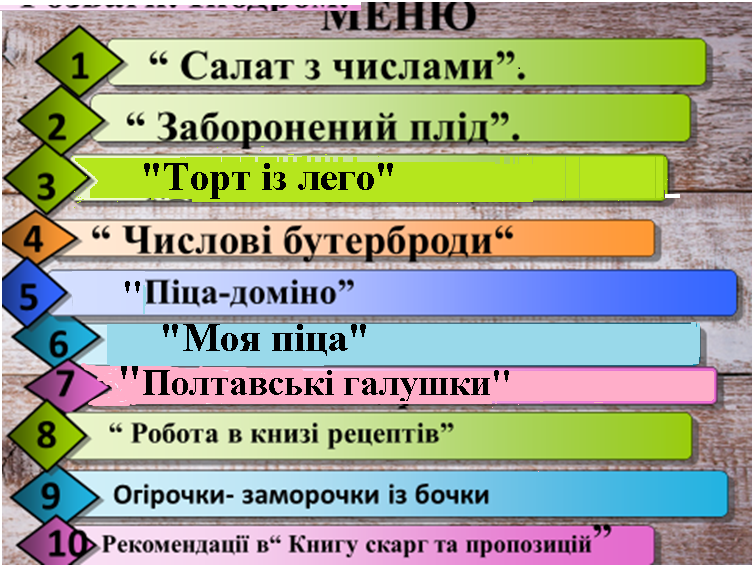 МЕНЮ
1 “ Салат з числами”.
2 “ Заборонений плід”.
3 "Торт із лего"
4 “ Числові бутерброди“
5 "Піца-доміно”
6 "Моя піца"
7 "Полтавські галушки"
8 “ Робота в книзі рецептів”
9 Огірочки- заморочки із бочки
10 Рекомендації в“ Книгу скарг та пропозицій”